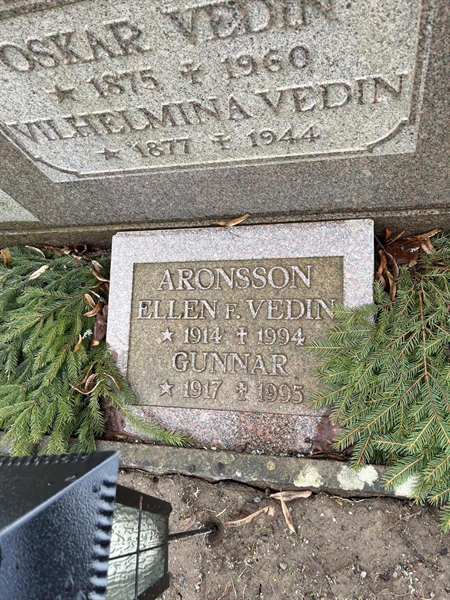 OSKAR VEDIN
★ 1875 ✝ 1960
VILHELMINA VEDIN
★ 1877 ✝ 1944
ARONSSON
ELLEN F. VEDIN
★ 1914 ✝ 1994
GUNNAR
★ 1917 ✝ 1995